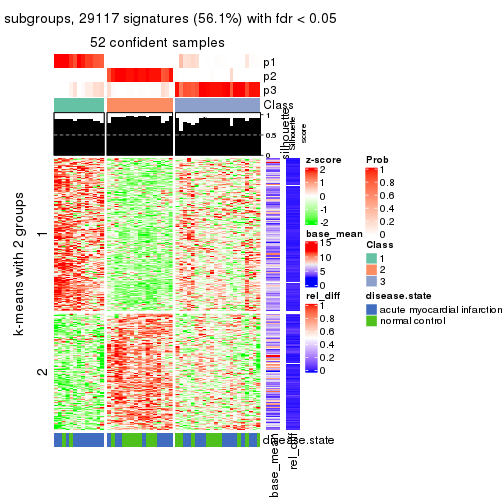 subgroups, 29117 signatures (56.1%) with fdr < 0.05
52 confident samples
p1
p2
p3
Class
1
0.5
0
silhouette
Silhouette
score
k-means with 2 groups
1
2
disease.state
base_mean
rel_diff
z-score
2
1
0
-1
-2
base_mean
15
10
5
0
rel_diff
1
0.8
0.6
0.4
0.2
0
Prob
1
0.8
0.6
0.4
0.2
0
Class
1
2
3
disease.state
acute myocardial infarction
normal control